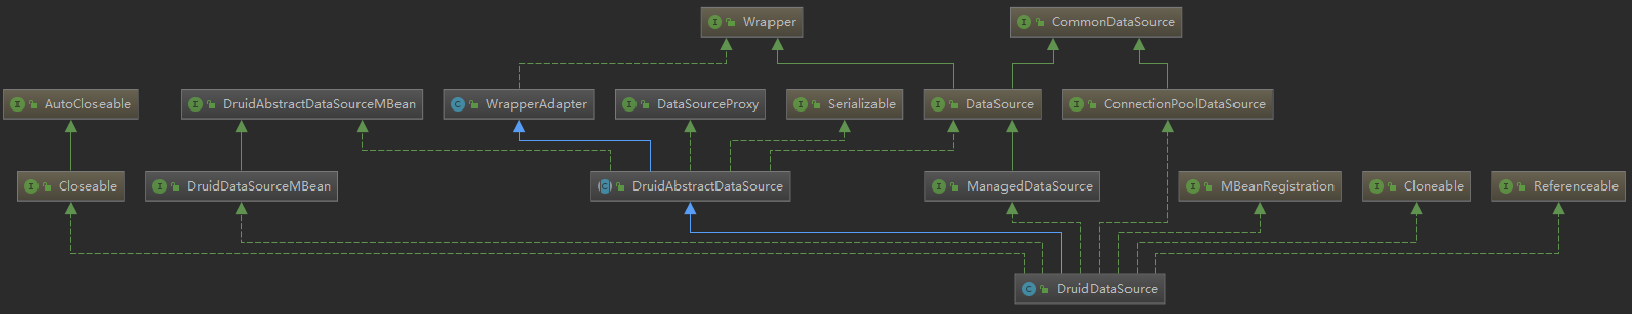 Wrapper
CommonDataSource
AutoCloseable
DruidAbstractDataSourceMBean
WrapperAdapter
DataSourceProxy
Serializable
DataSource
ConnectionPoolDataSource
Closeable
DruidDataSourceMBean
DruidAbstractDataSource
ManagedDataSource
MBeanRegistration
Cloneable
Referenceable
DruidDataSource